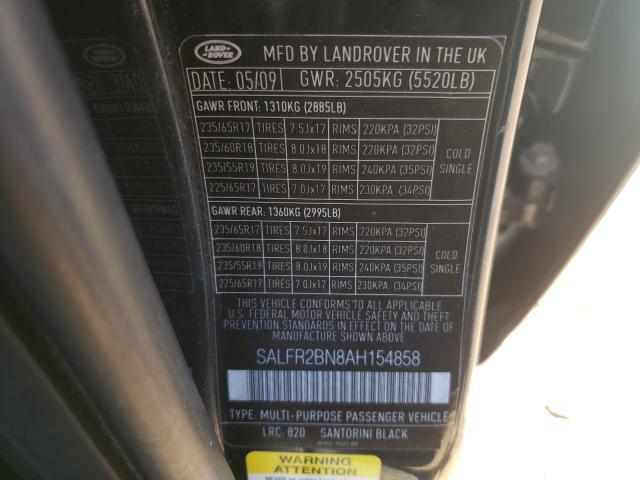 LAND-ROVER
MFD BY LANDROVER IN THE UK
DATE: 05/09 GWR: 2505KG (5520LB)
GAWR FRONT: 1310KG (2885LB)
235/65R17 TIRES 7.5Jx17 RIMS 220KPA (32PSI)
235/60R18 TIRES 8.0Jx18 RIMS 220KPA (32PSI)
235/55R19 TIRES 8.0Jx19 RIMS 240KPA (35PSI)
225/65R17 TIRES 7.0Jx17 RIMS 230KPA (34PSI)
COLD
SINGLE
GAWR REAR: 1360KG (2995LB)
235/65R17 TIRES 7.5Jx17 RIMS 220KPA (32PSI)
235/60R18 TIRES 8.0Jx18 RIMS 220KPA (32PSI)
235/55R19 TIRES 8.0Jx19 RIMS 240KPA (35PSI)
225/65R17 TIRES 7.0Jx17 RIMS 230KPA (34PSI)
COLD
SINGLE
THIS VEHICLE CONFORMS TO ALL APPLICABLE
U.S. FEDERAL MOTOR VEHICLE SAFETY
STANDARDS IN EFFECT ON THE DATE OF
MANUFACTURE SHOWN ABOVE
SALFR2BN8AH154858
TYPE: MULTI-PURPOSE PASSENGER VEHICLE
LRC: 820 SANTORINI BLACK
WARNING
ATTENTION